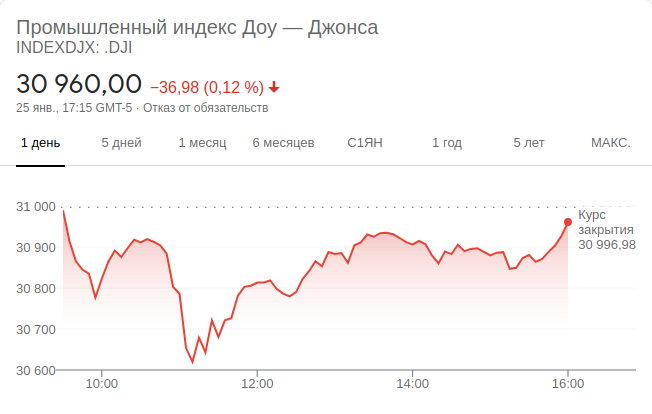 Промышленный индекс Доу — Джонса
INDEXDJX: .DJI
30 960,00 −36,98 (0,12 %)
25 янв., 17:15 GMT-5 · Отказ от обязательств
1 день 5 дней 1 месяц 6 месяцев С1ЯН 1 год 5 лет МАКС.
31 000
30 900
30 800
30 700
30 600
Курс
закрытия
30 996,98
10:00 12:00 14:00 16:00